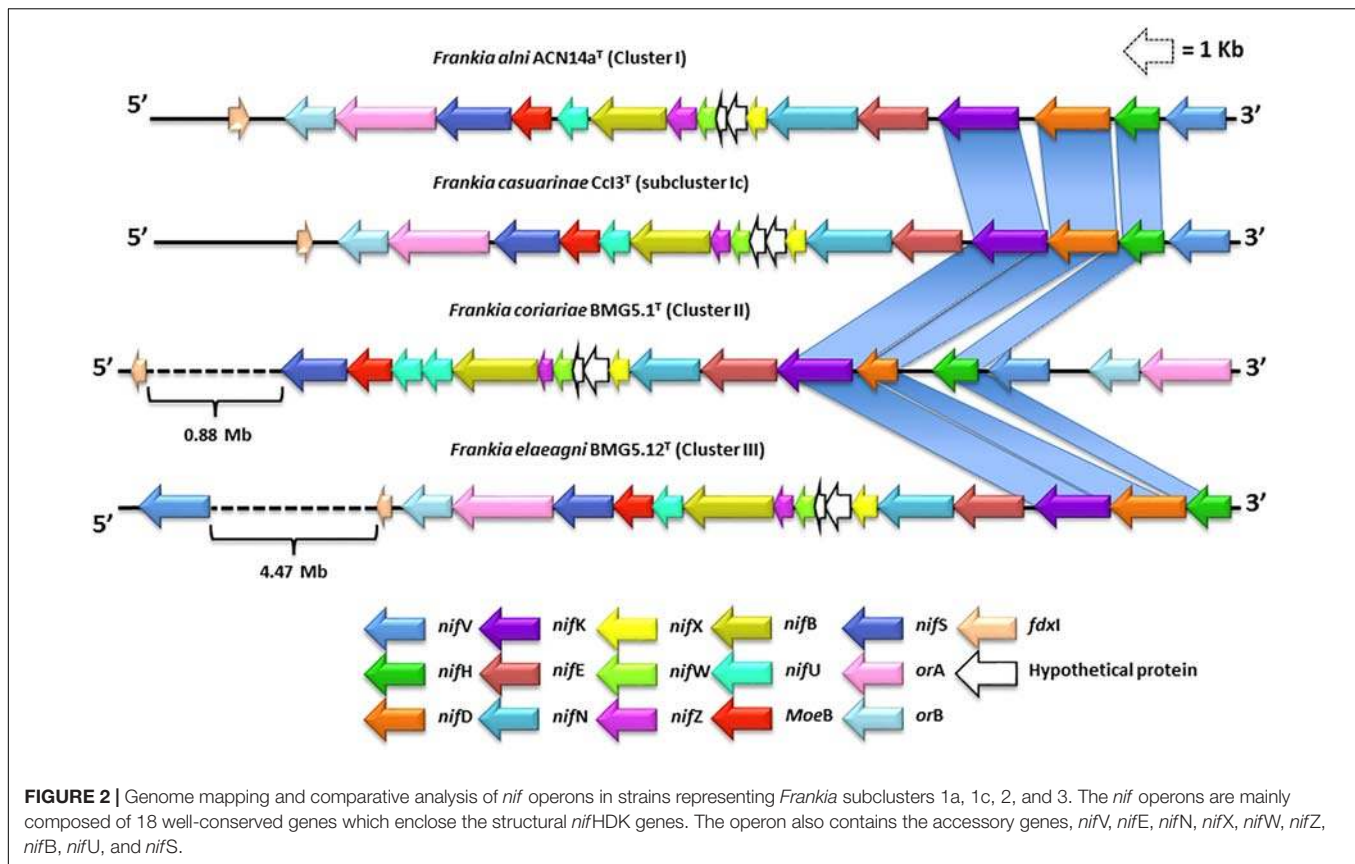 Frankia alni ACN14aᵀ (Cluster I)
= 1 Kb
5’
3’
Frankia casuarinae CcI3ᵀ (subcluster Ic)
5’
3’
Frankia coriariae BMG5.1ᵀ (Cluster II)
5’
3’
0.88 Mb
Frankia elaeagni BMG5.12ᵀ (Cluster III)
5’
3’
4.47 Mb
nifV
nifK
nifX
nifB
nifS
fdxI
nifH
nifE
nifW
nifU
orA
Hypothetical protein
nifD
nifN
nifZ
MoeB
orB
FIGURE 2 | Genome mapping and comparative analysis of nif operons in strains representing Frankia subclusters 1a, 1c, 2, and 3. The nif operons are mainly
composed of 18 well-conserved genes which enclose the structural nifHDK genes. The operon also contains the accessory genes, nifV, nifE, nifN, nifX, nifW, nifZ,
nifB, nifU, and nifS.